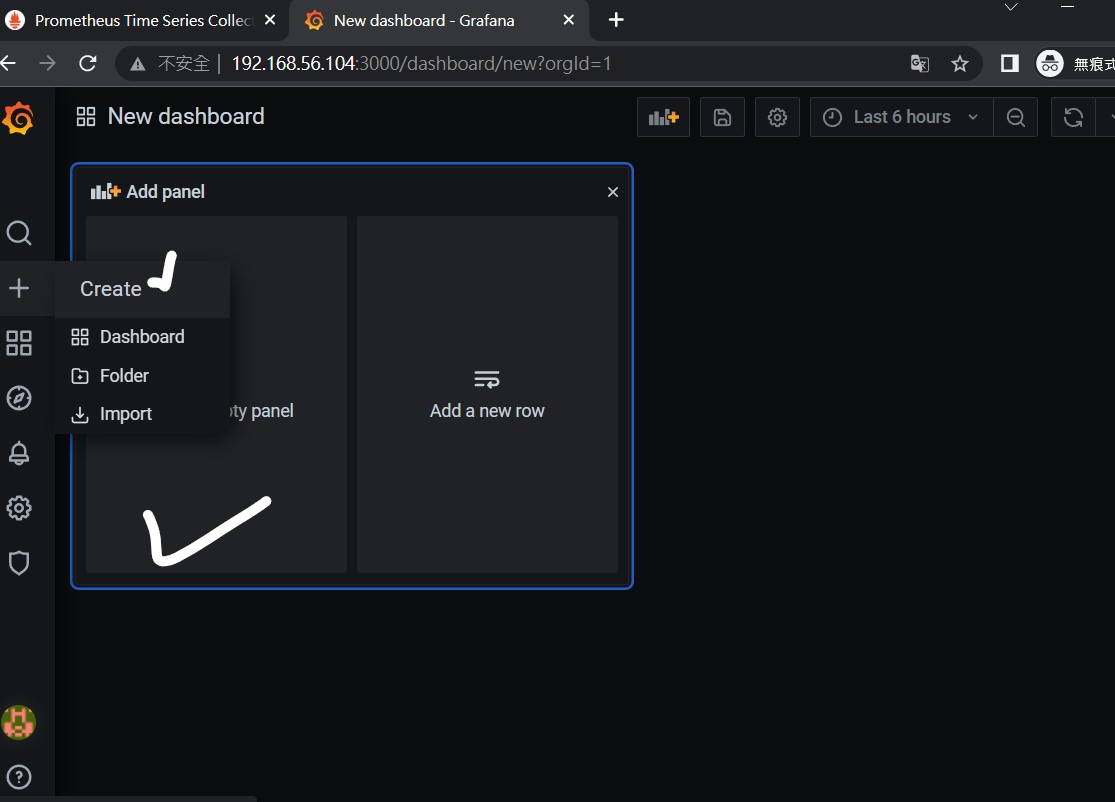 Prometheus Time Series Collec
New dashboard - Grafana
不安全
192.168.56.104:3000/dashboard/new?orgId=1
無痕式
New dashboard
Last 6 hours
Add panel
Create
Dashboard
Folder
Import
pty panel
Add a new row